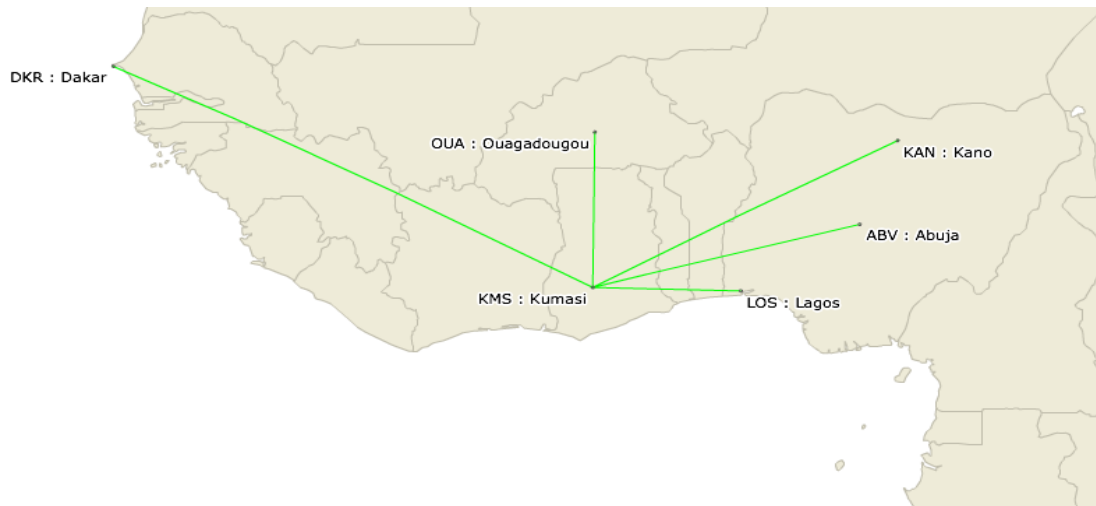 DKR : Dakar
OUA : Ouagadougou
KAN : Kano
ABV : Abuja
KMS : Kumasi
LOS : Lagos